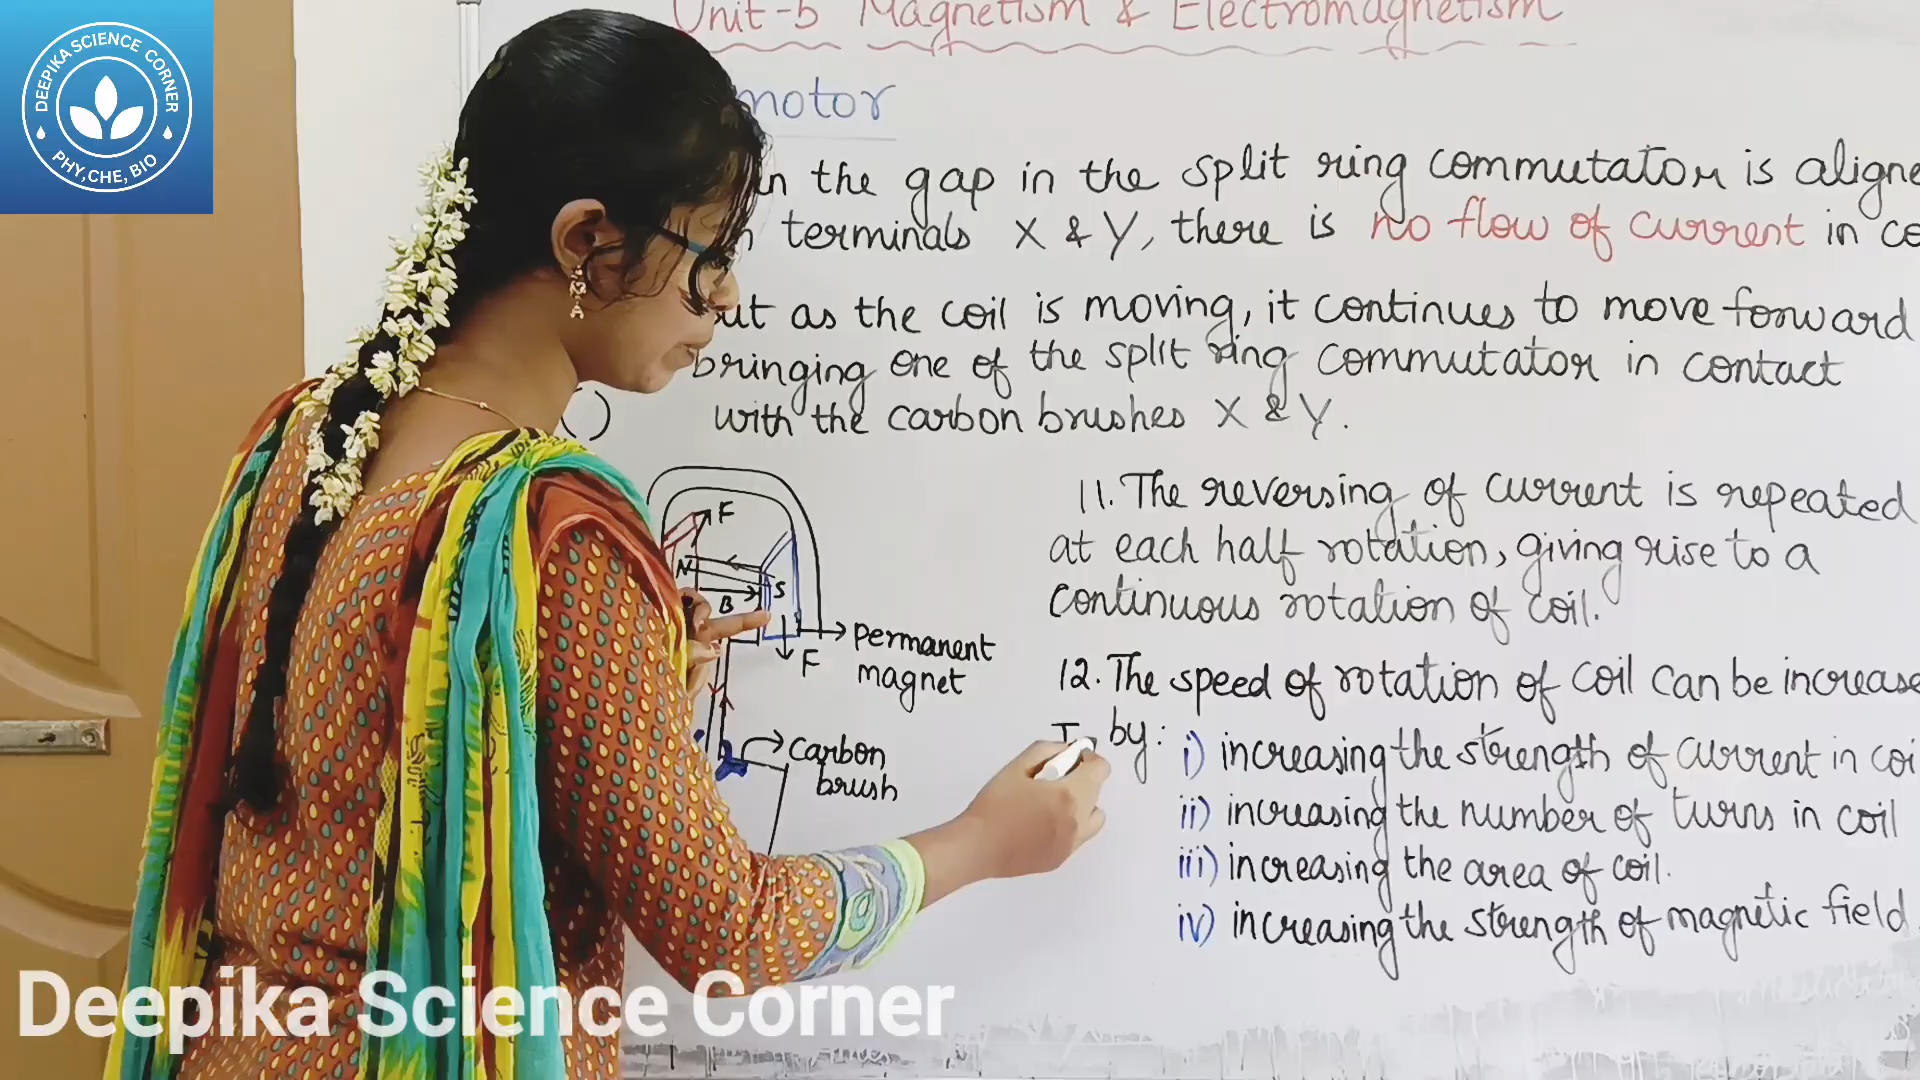 DEEPIKA SCIENCE CORNER
PHY,CHE, BIO
Unit-5 Magnetism & Electromagnetism
motor
the gap in the split ring commutator is aligne
terminals X & Y, there is no flow of current in co
but as the coil is moving, it continues to move forward
bringing one of the split ring commutator in contact
with the carbon brushes X & Y.
F
N
S
B
F
permanent
magnet
carbon
brush
11. The reversing of current is repeated
at each half rotation, giving rise to a
continuous rotation of coil.
12. The speed of rotation of coil can be increase
by:
i) increasing the strength of current in coi
ii) increasing the number of turns in coil
iii) increasing the area of coil.
iv) increasing the strength of magnetic field
Deepika Science Corner